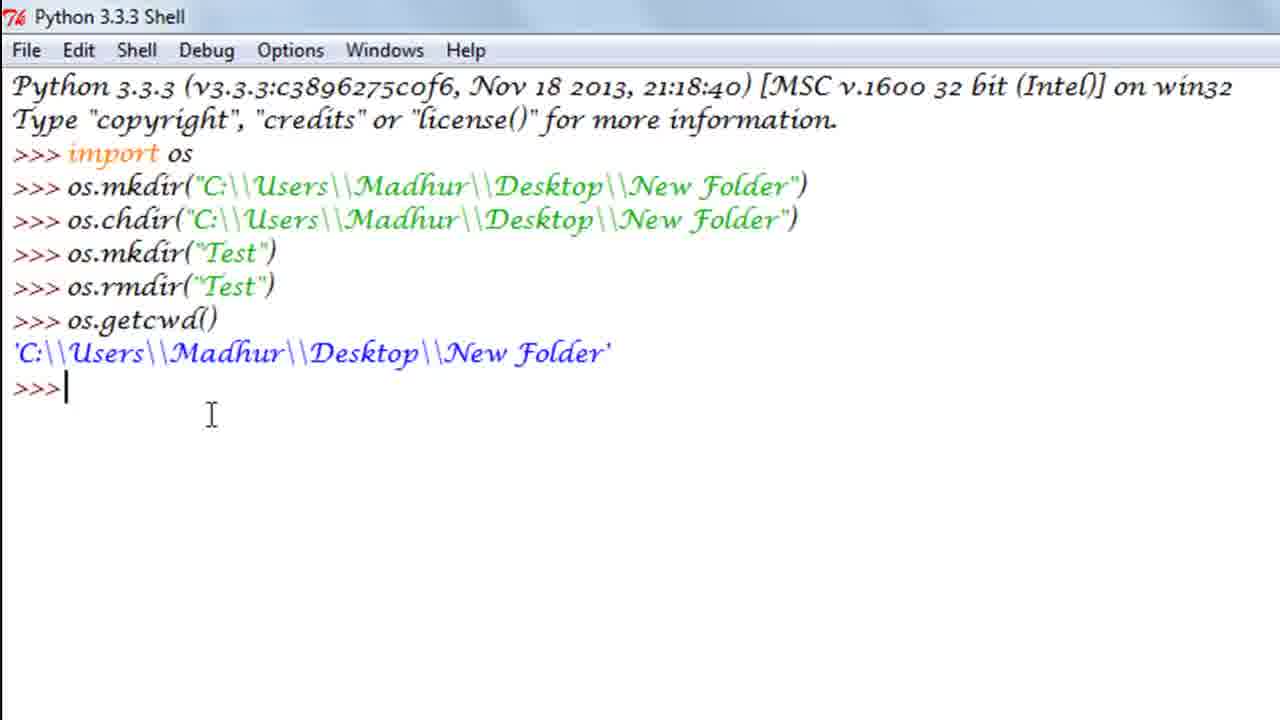 Python 3.3.3 Shell
File Edit Shell Debug Options Windows Help
Python 3.3.3 (v3.3.3:c3896275c0f6, Nov 18 2013, 21:18:40) [MSC v.1600 32 bit (Intel)] on win32
Type "copyright", "credits" or "license()" for more information.
>>> import os
>>> os.mkdir("C:\\Users\\Madhur\\Desktop\\New Folder")
>>> os.chdir("C:\\Users\\Madhur\\Desktop\\New Folder")
>>> os.mkdir("Test")
>>> os.rmdir("Test")
>>> os.getcwd()
'C:\\Users\\Madhur\\Desktop\\New Folder'
>>>